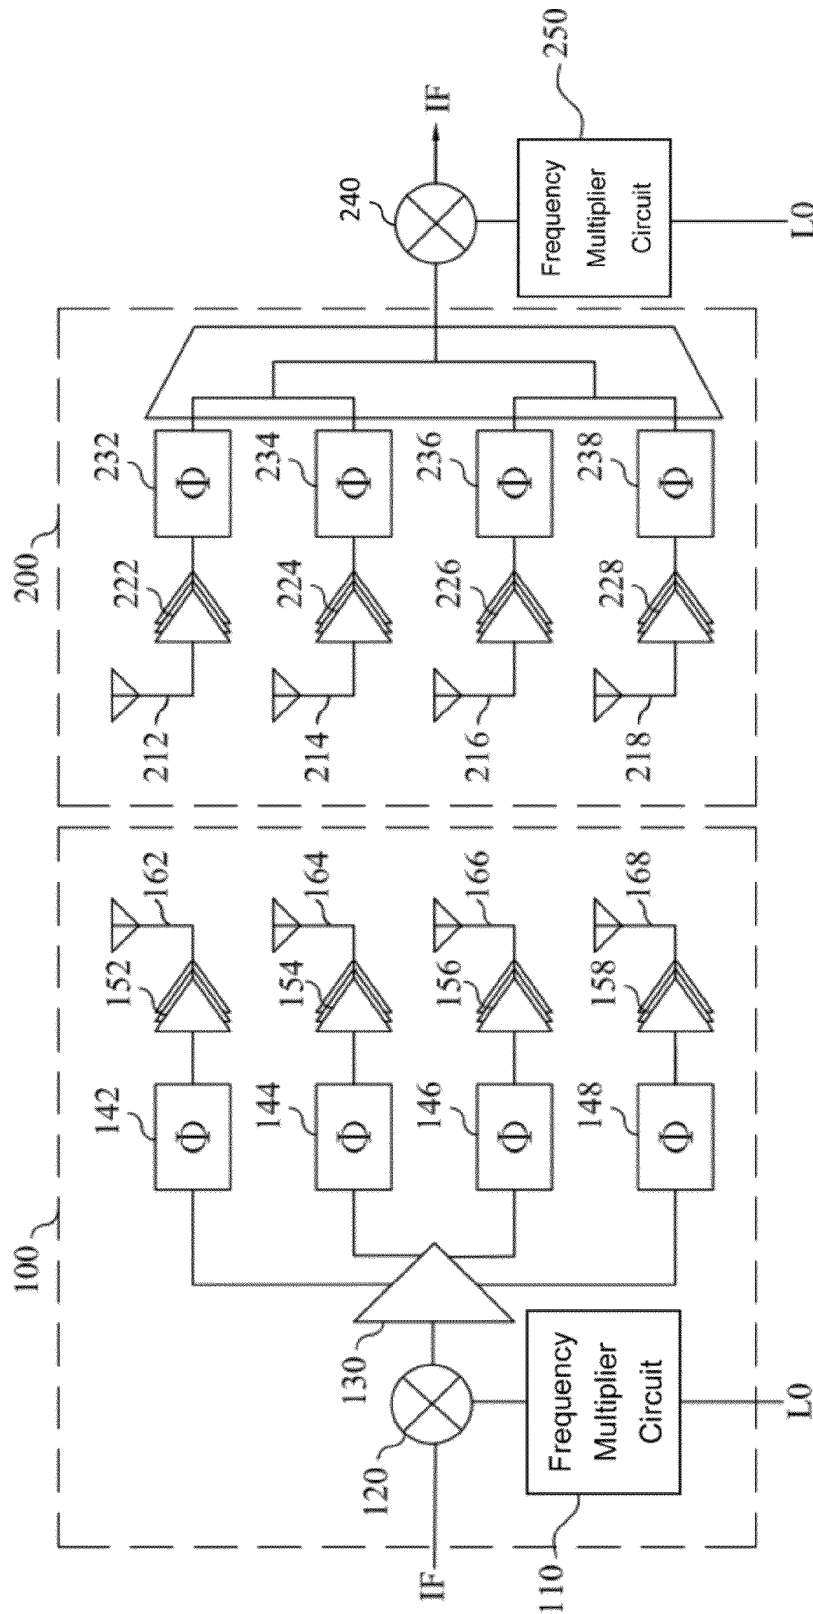 100
IF
120
130
110
Frequency
Multiplier
Circuit
L0
142
Φ
152
162
144
Φ
154
164
146
Φ
156
166
148
Φ
158
168
200
212
222
232
Φ
214
224
234
Φ
216
226
236
Φ
218
228
238
Φ
240
IF
250
Frequency
Multiplier
Circuit
L0